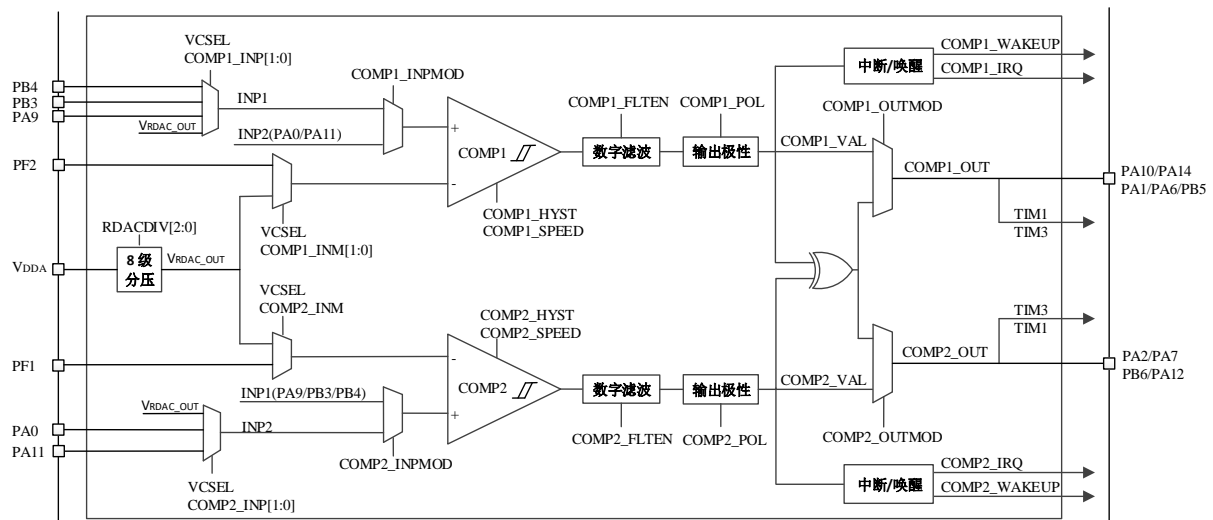 VCSEL
COMP1_INP[1:0]
PB4
PB3
PA9
VRDAC_OUT
INP1
COMP1_INPMOD
INP2(PA0/PA11)
PF2
VCSEL
COMP1_INM[1:0]
+
-
COMP1
COMP1_HYST
COMP1_SPEED
COMP1_FLTEN
数字滤波
COMP1_POL
输出极性
COMP1_VAL
COMP1_OUTMOD
中断/唤醒
COMP1_WAKEUP
COMP1_IRQ
COMP1_OUT
TIM1
TIM3
PA10/PA14
PA1/PA6/PB5
RDACDIV[2:0]
VDDA
8 级
分压
VRDAC_OUT
VCSEL
COMP2_INM
PF1
COMP2_HYST
COMP2_SPEED
-
+
COMP2
INP1(PA9/PB3/PB4)
VRDAC_OUT
INP2
PA0
PA11
VCSEL
COMP2_INP[1:0]
COMP2_INPMOD
数字滤波
COMP2_FLTEN
输出极性
COMP2_POL
COMP2_VAL
COMP2_OUTMOD
TIM3
TIM1
COMP2_OUT
PA2/PA7
PB6/PA12
中断/唤醒
COMP2_IRQ
COMP2_WAKEUP